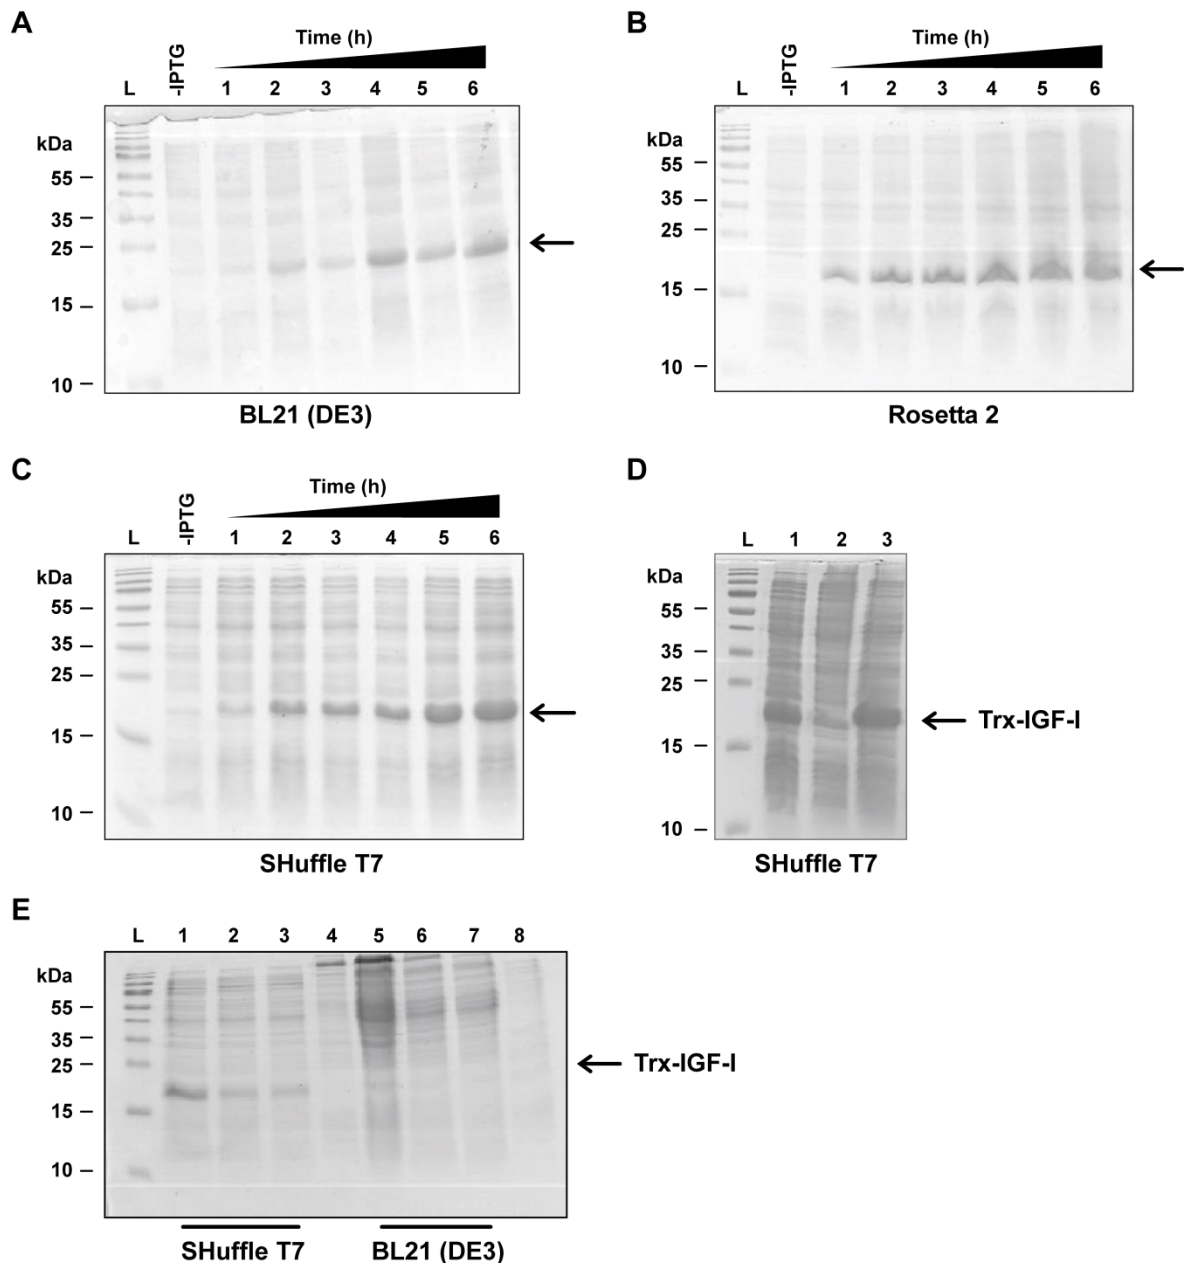 A
Time (h)
L -IPTG 1 2 3 4 5 6
kDa
55
35
25
15
10
BL21 (DE3)
B
Time (h)
L -IPTG 1 2 3 4 5 6
kDa
55
35
25
15
10
Rosetta 2
C
Time (h)
L -IPTG 1 2 3 4 5 6
kDa
55
35
25
15
10
SHuffle T7
D
L 1 2 3
kDa
55
35
25
15
10
Trx-IGF-I
SHuffle T7
E
L 1 2 3 4 5 6 7 8
kDa
55
35
25
15
10
Trx-IGF-I
SHuffle T7 BL21 (DE3)